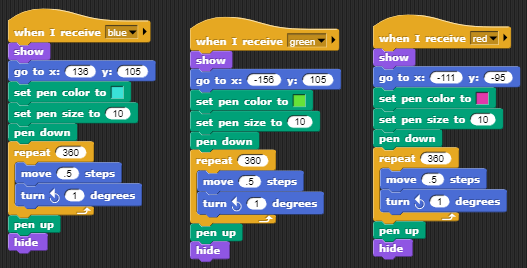 when I receive blue
show
go to x: 136 y: 105
set pen color to
set pen size to 10
pen down
repeat 360
move .5 steps
turn 1 degrees
pen up
hide
when I receive green
show
go to x: -156 y: 105
set pen color to
set pen size to 10
pen down
repeat 360
move .5 steps
turn 1 degrees
pen up
hide
when I receive red
show
go to x: -111 y: -95
set pen color to
set pen size to 10
pen down
repeat 360
move .5 steps
turn 1 degrees
pen up
hide